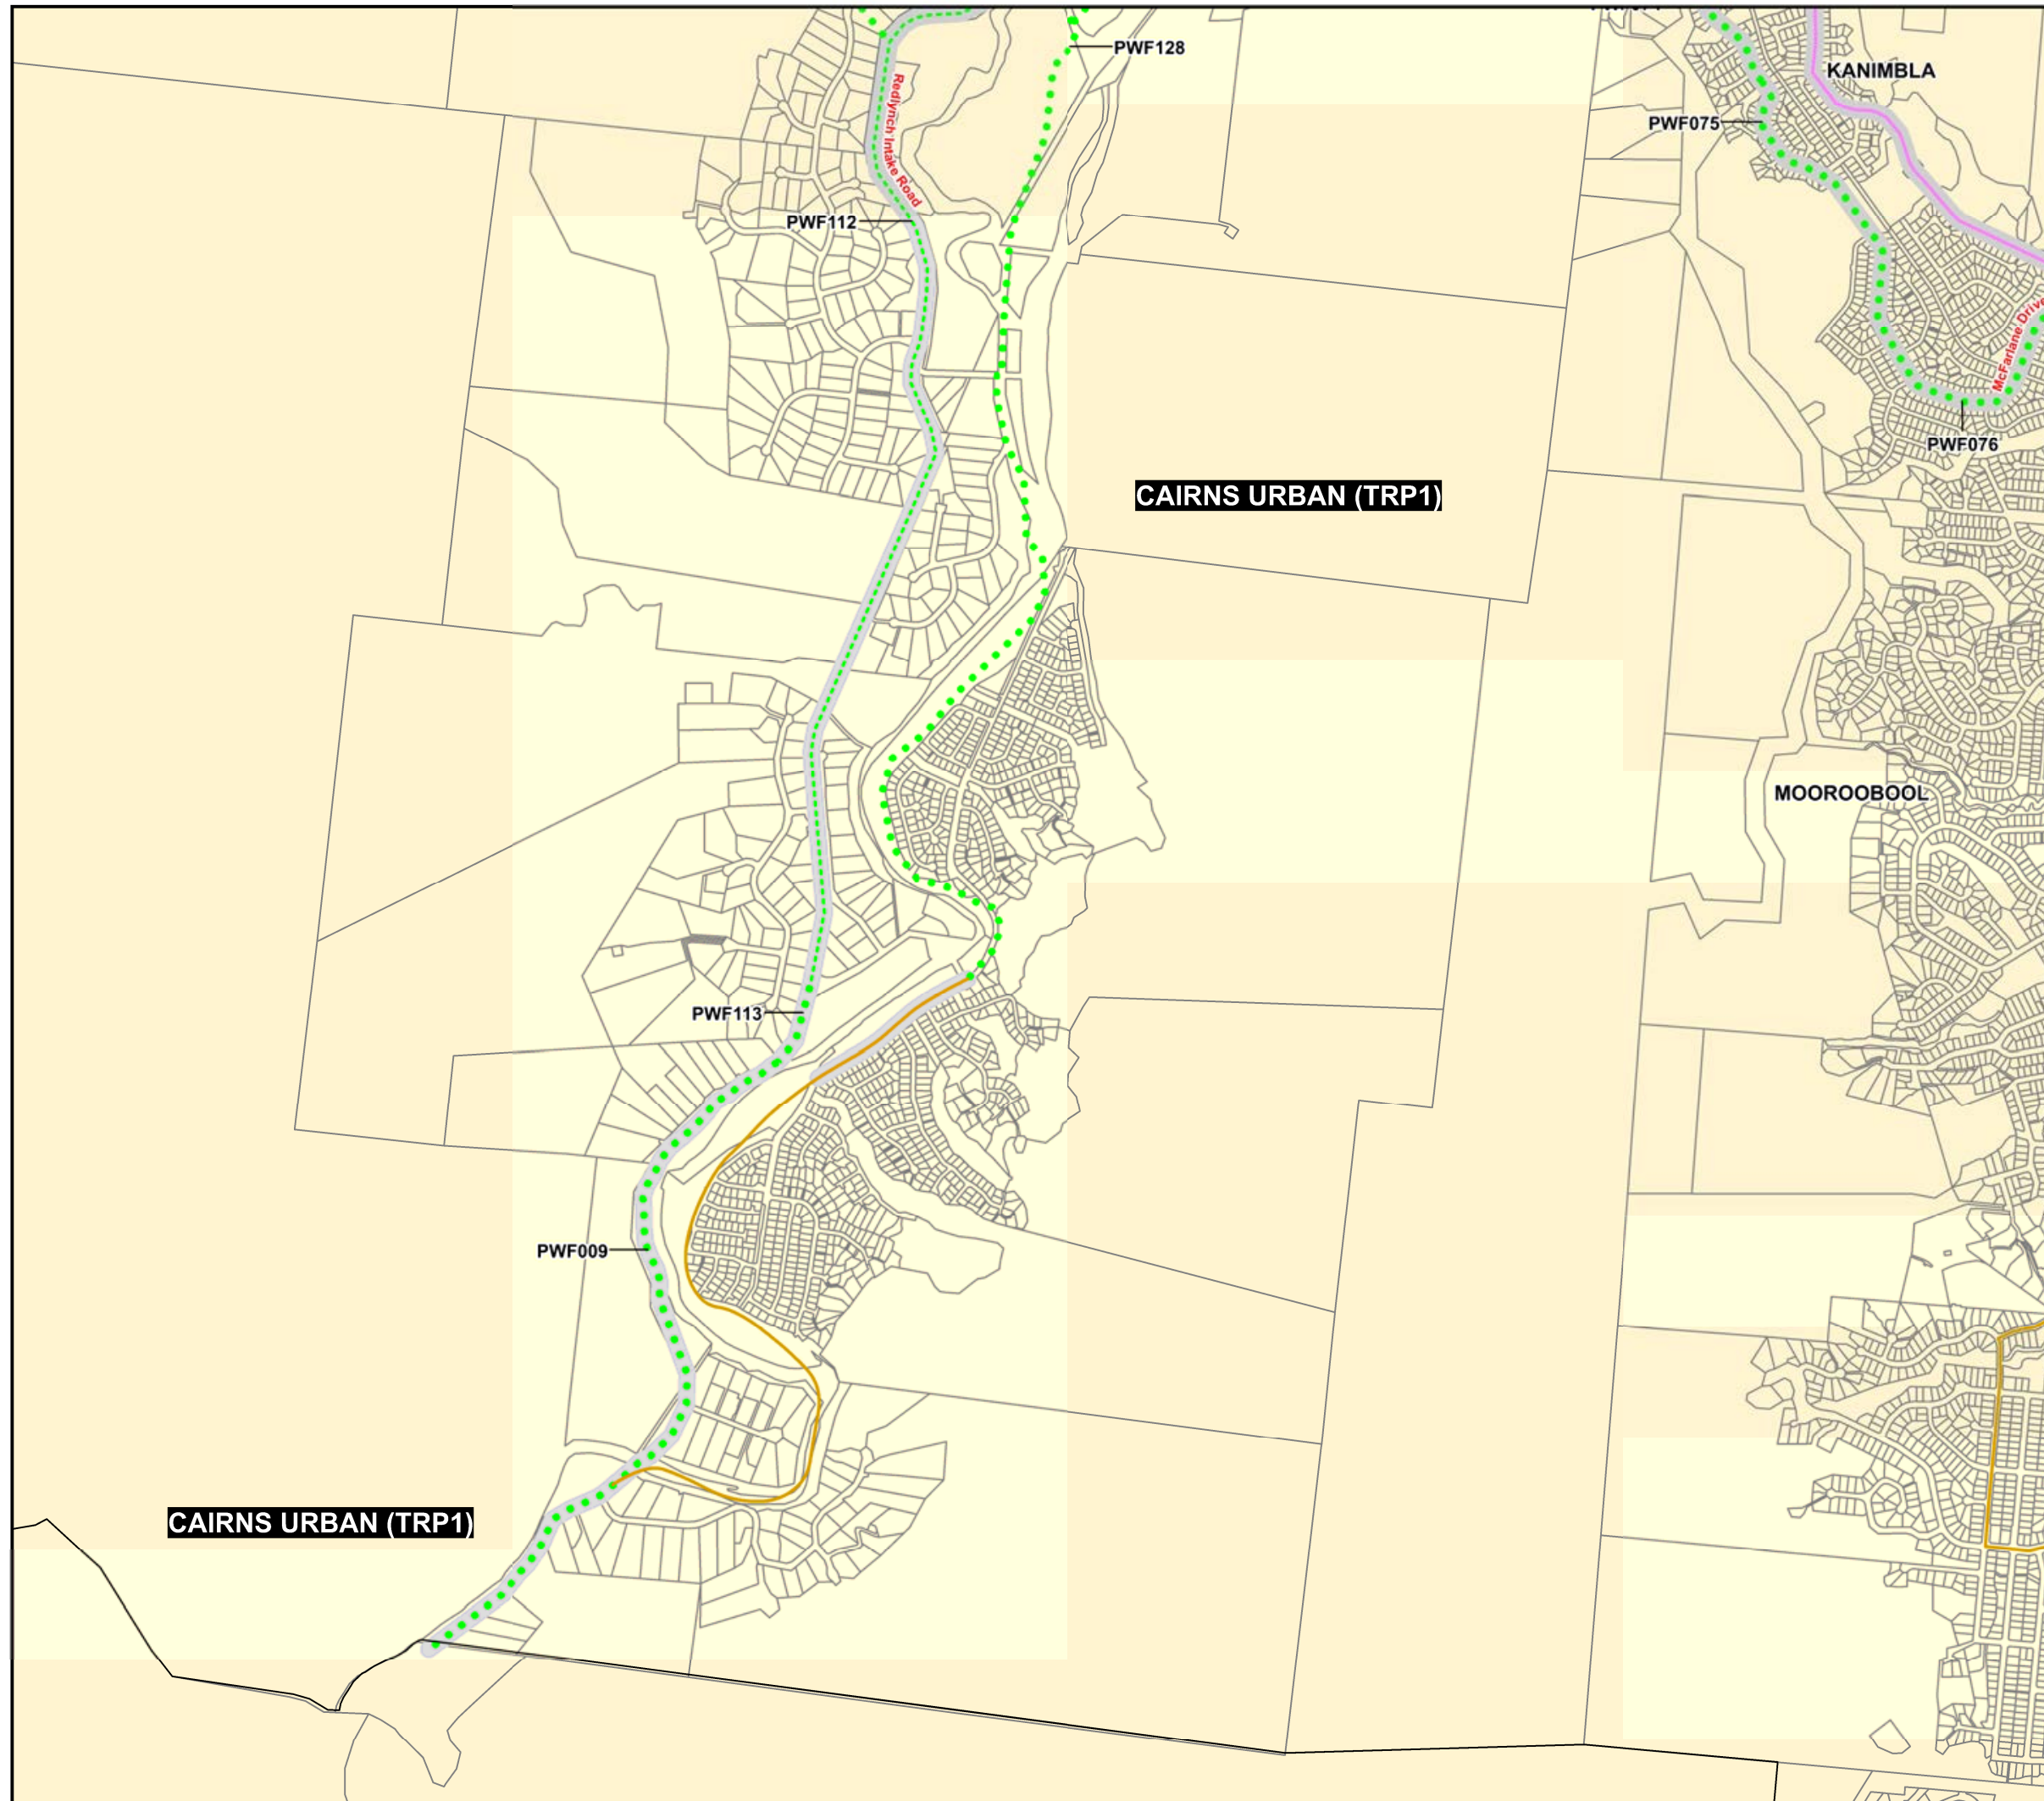 PWF128
KANIMBLA
PWF075
Redlynch Intake Road
PWF112
McFarlane Drive
PWF076
CAIRNS URBAN (TRP1)
MOOROOBOOL
PWF113
PWF009
CAIRNS URBAN (TRP1)